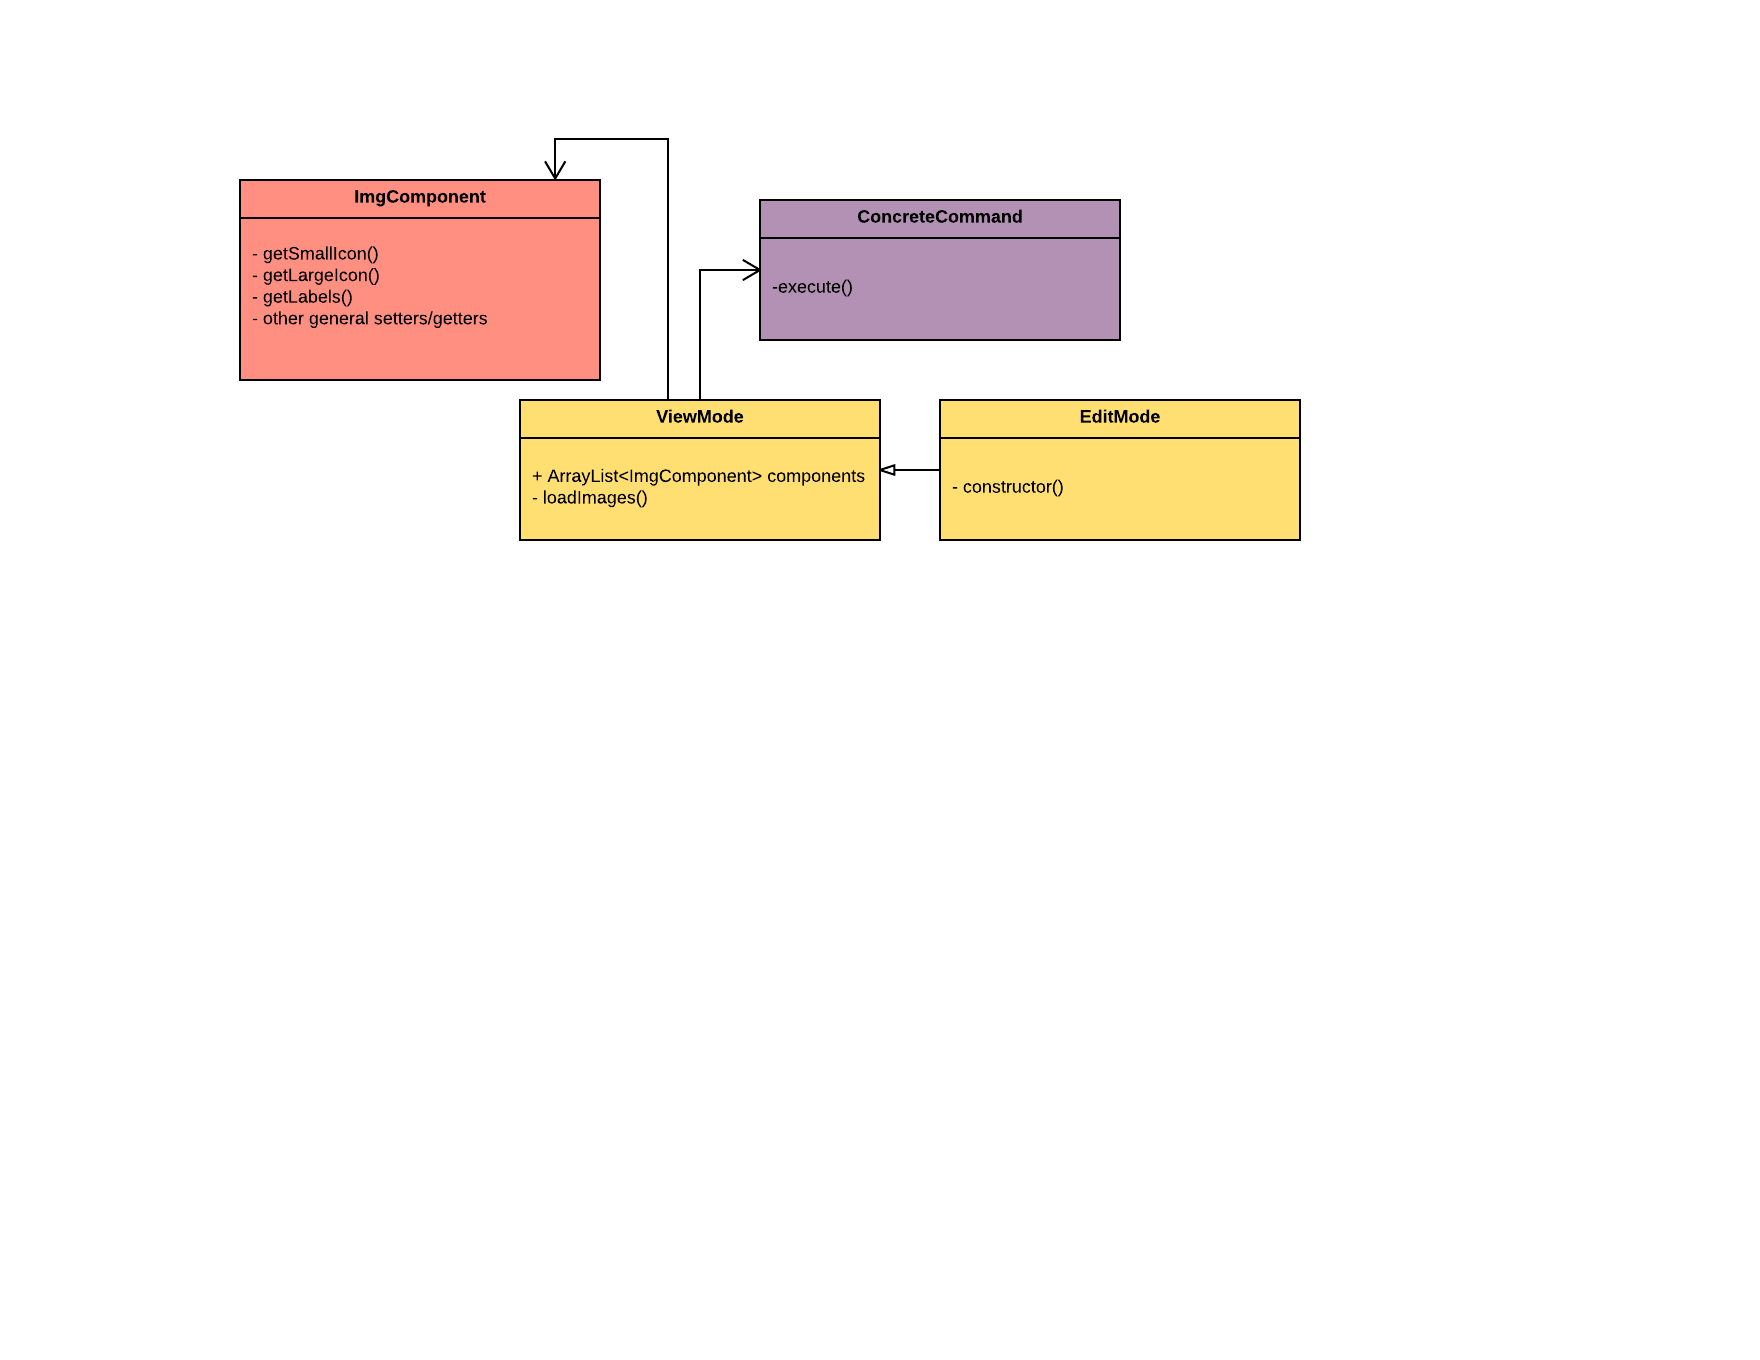 ImgComponent
- getSmallIcon()
- getLargeIcon()
- getLabels()
- other general setters/getters
ConcreteCommand
-execute()
ViewMode
+ ArrayList<ImgComponent> components
- loadImages()
EditMode
- constructor()